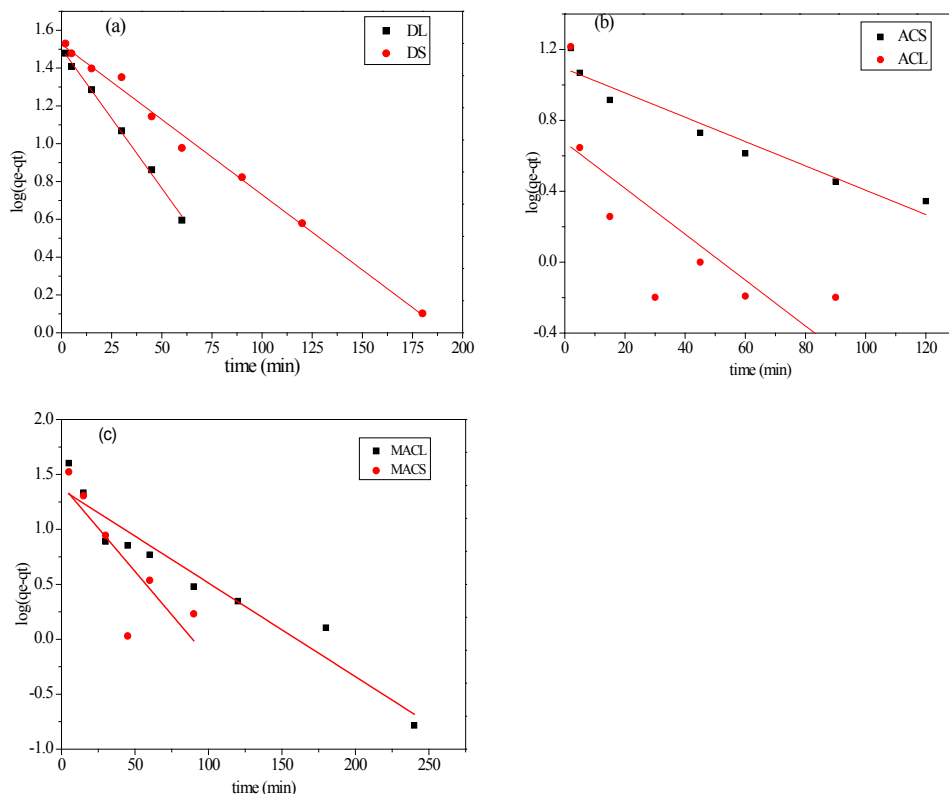 (a)
DL
DS
log(qe-qt)
1.6
1.4
1.2
1.0
0.8
0.6
0.4
0.2
0.0
0 25 50 75 100 125 150 175 200
time (min)
(b)
ACS
ACL
log(qe-qt)
1.2
0.8
0.4
0.0
-0.4
0 20 40 60 80 100 120
time (min)
(c)
MACL
MACS
log(qe-qt)
2.0
1.5
1.0
0.5
0.0
-0.5
-1.0
0 50 100 150 200 250
time (min)